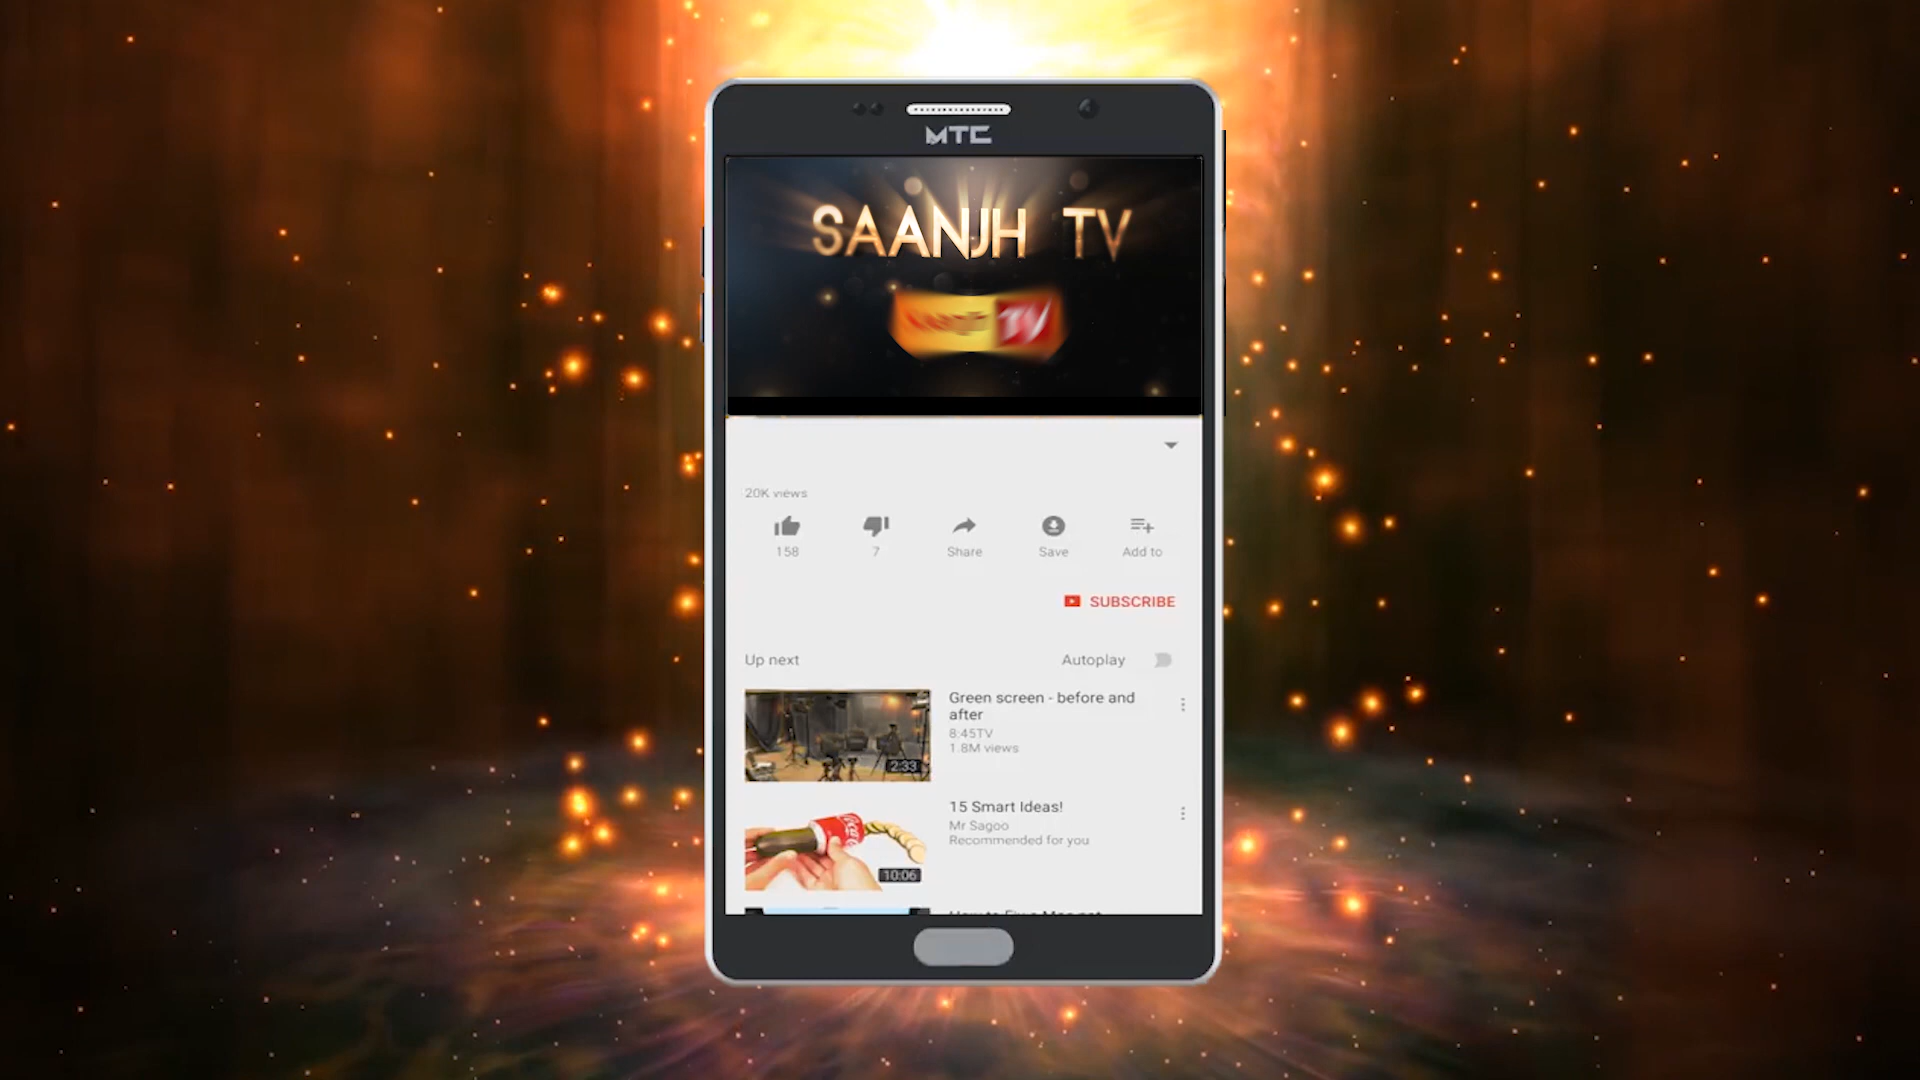 MTC
SAANJH TV
TV
20K views
158
7
Share
Save
Add to
SUBSCRIBE
Up next
Autoplay
Green screen - before and
after
8:45TV
1.8M views
2:33
15 Smart Ideas!
Mr Sagoo
Recommended for you
10:06